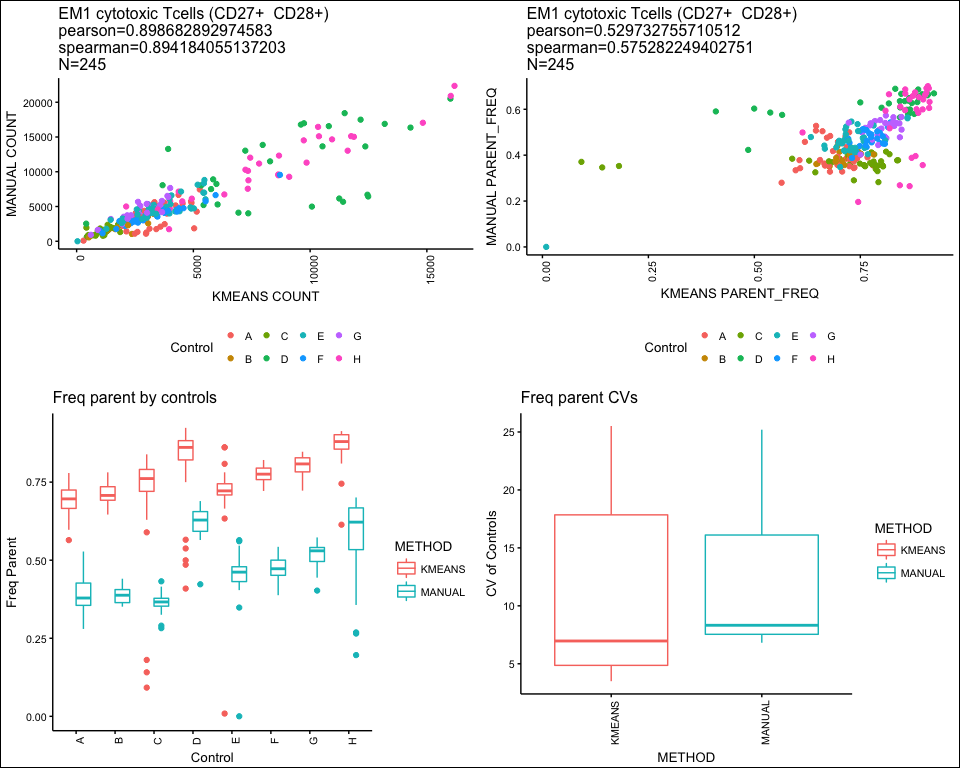 EM1 cytotoxic Tcells (CD27+  CD28+)
pearson=0.898682892974583
spearman=0.894184055137203
N=245
MANUAL COUNT
20000
15000
10000
5000
0
0
5000
10000
15000
KMEANS COUNT
Control
A C E G
B D F H
EM1 cytotoxic Tcells (CD27+  CD28+)
pearson=0.529732755710512
spearman=0.575282249402751
N=245
MANUAL PARENT_FREQ
0.6
0.4
0.2
0.0
0.00
0.25
0.50
0.75
KMEANS PARENT_FREQ
Control
A C E G
B D F H
Freq parent by controls
Freq Parent
0.75
0.50
0.25
0.00
A
B
C
D
E
F
G
H
Control
METHOD
KMEANS
MANUAL
Freq parent CVs
CV of Controls
25
20
15
10
5
KMEANS
MANUAL
METHOD
METHOD
KMEANS
MANUAL